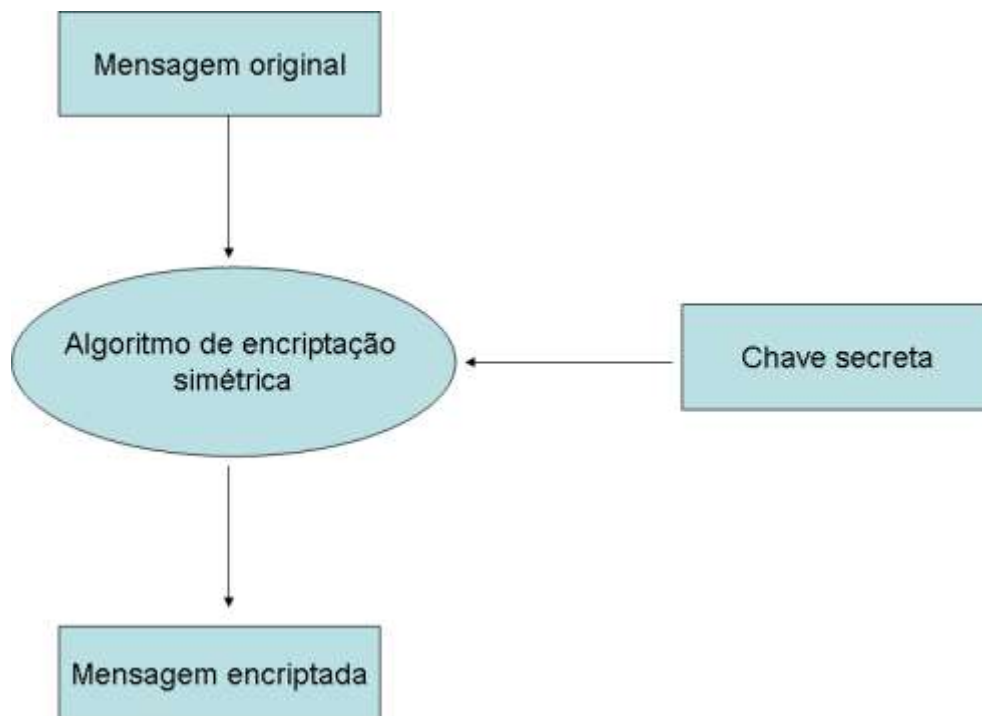 Mensagem original
Algoritmo de encriptação
simétrica
Chave secreta
Mensagem encriptada